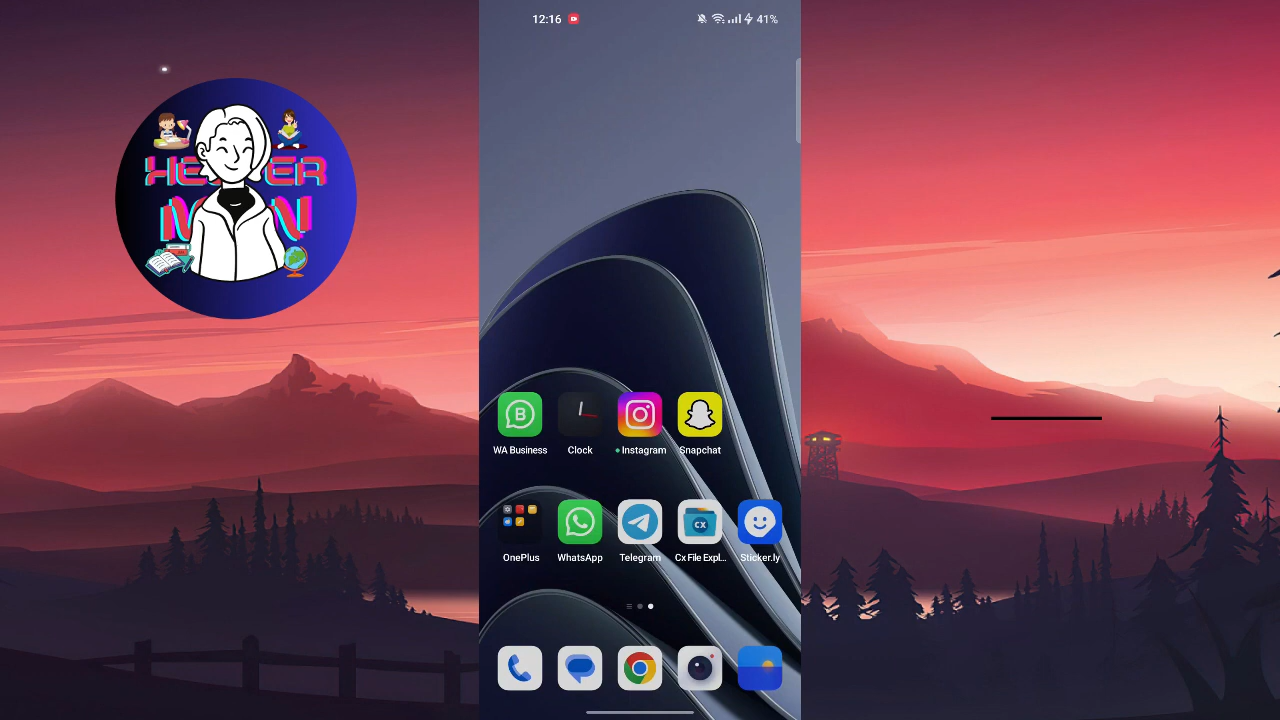 12:16
41%
WA Business
Clock
Instagram
Snapchat
OnePlus
WhatsApp
Telegram
Cx File Expl...
Sticker.ly